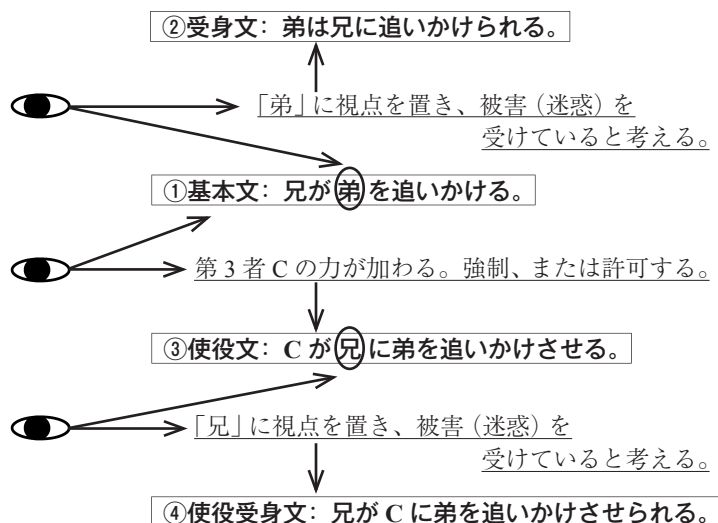 ②受身文：弟は兄に追いかけられる。
「弟」に視点を置き、被害（迷惑）を
受けていると考える。
①基本文：兄が弟を追いかける。
第3者Cの力が加わる。強制、または許可する。
③使役文：Cが兄に弟を追いかけさせる。
「兄」に視点を置き、被害（迷惑）を
受けていると考える。
④使役受身文：兄がCに弟を追いかけさせられる。